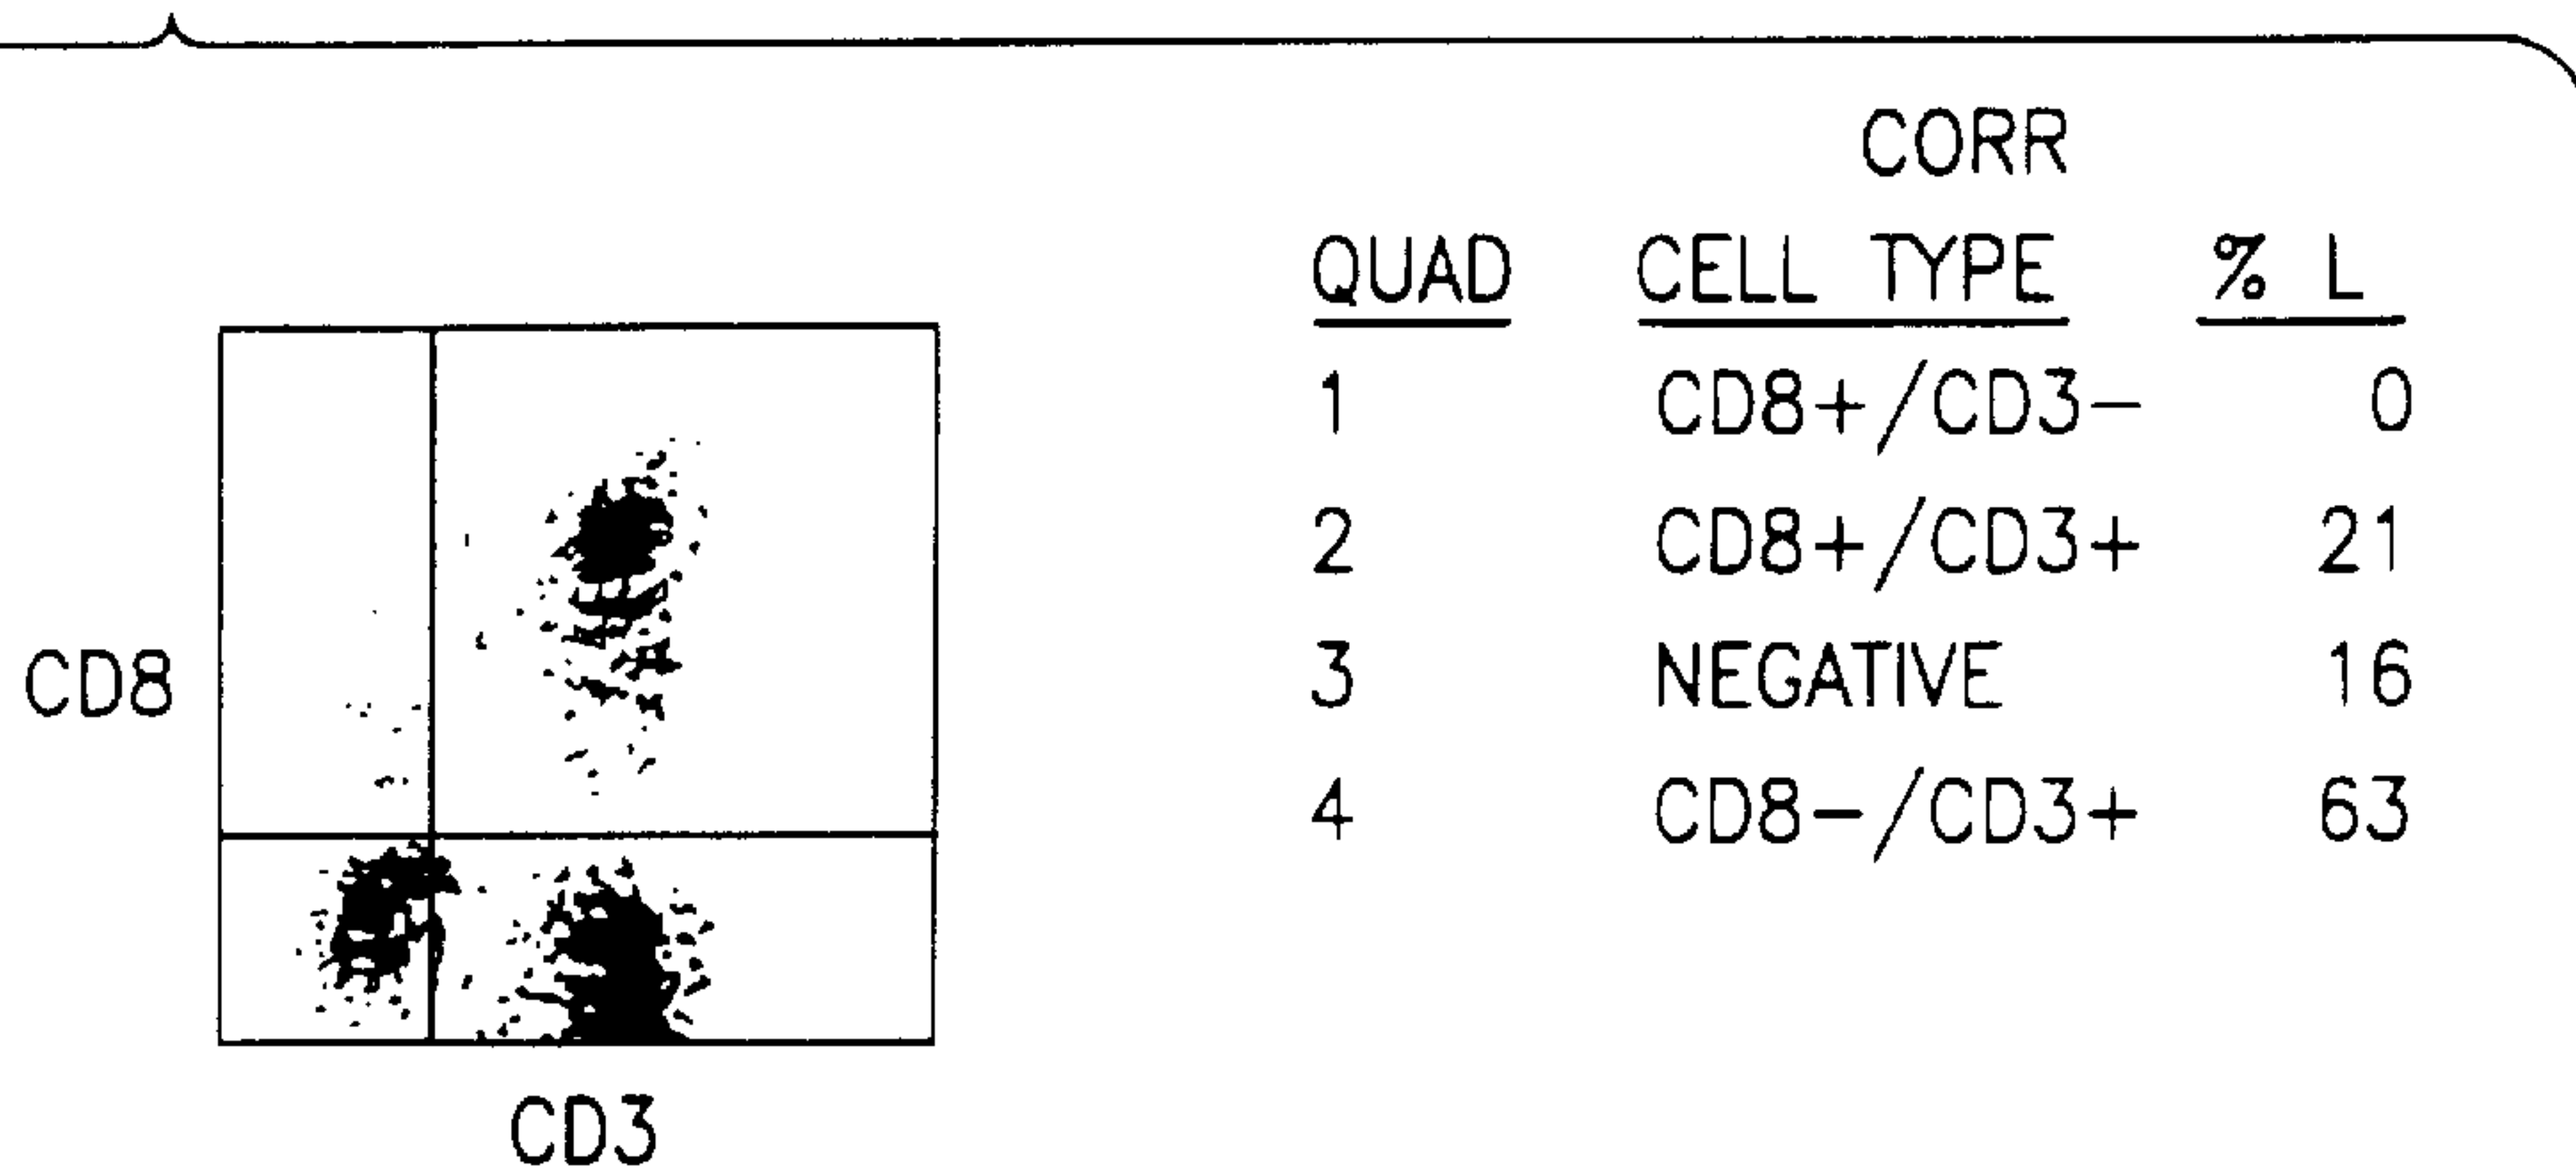 CORR
QUAD CELL TYPE % L
1 CD8+/CD3- 0
2 CD8+/CD3+ 21
3 NEGATIVE 16
4 CD8-/CD3+ 63
CD8
CD3